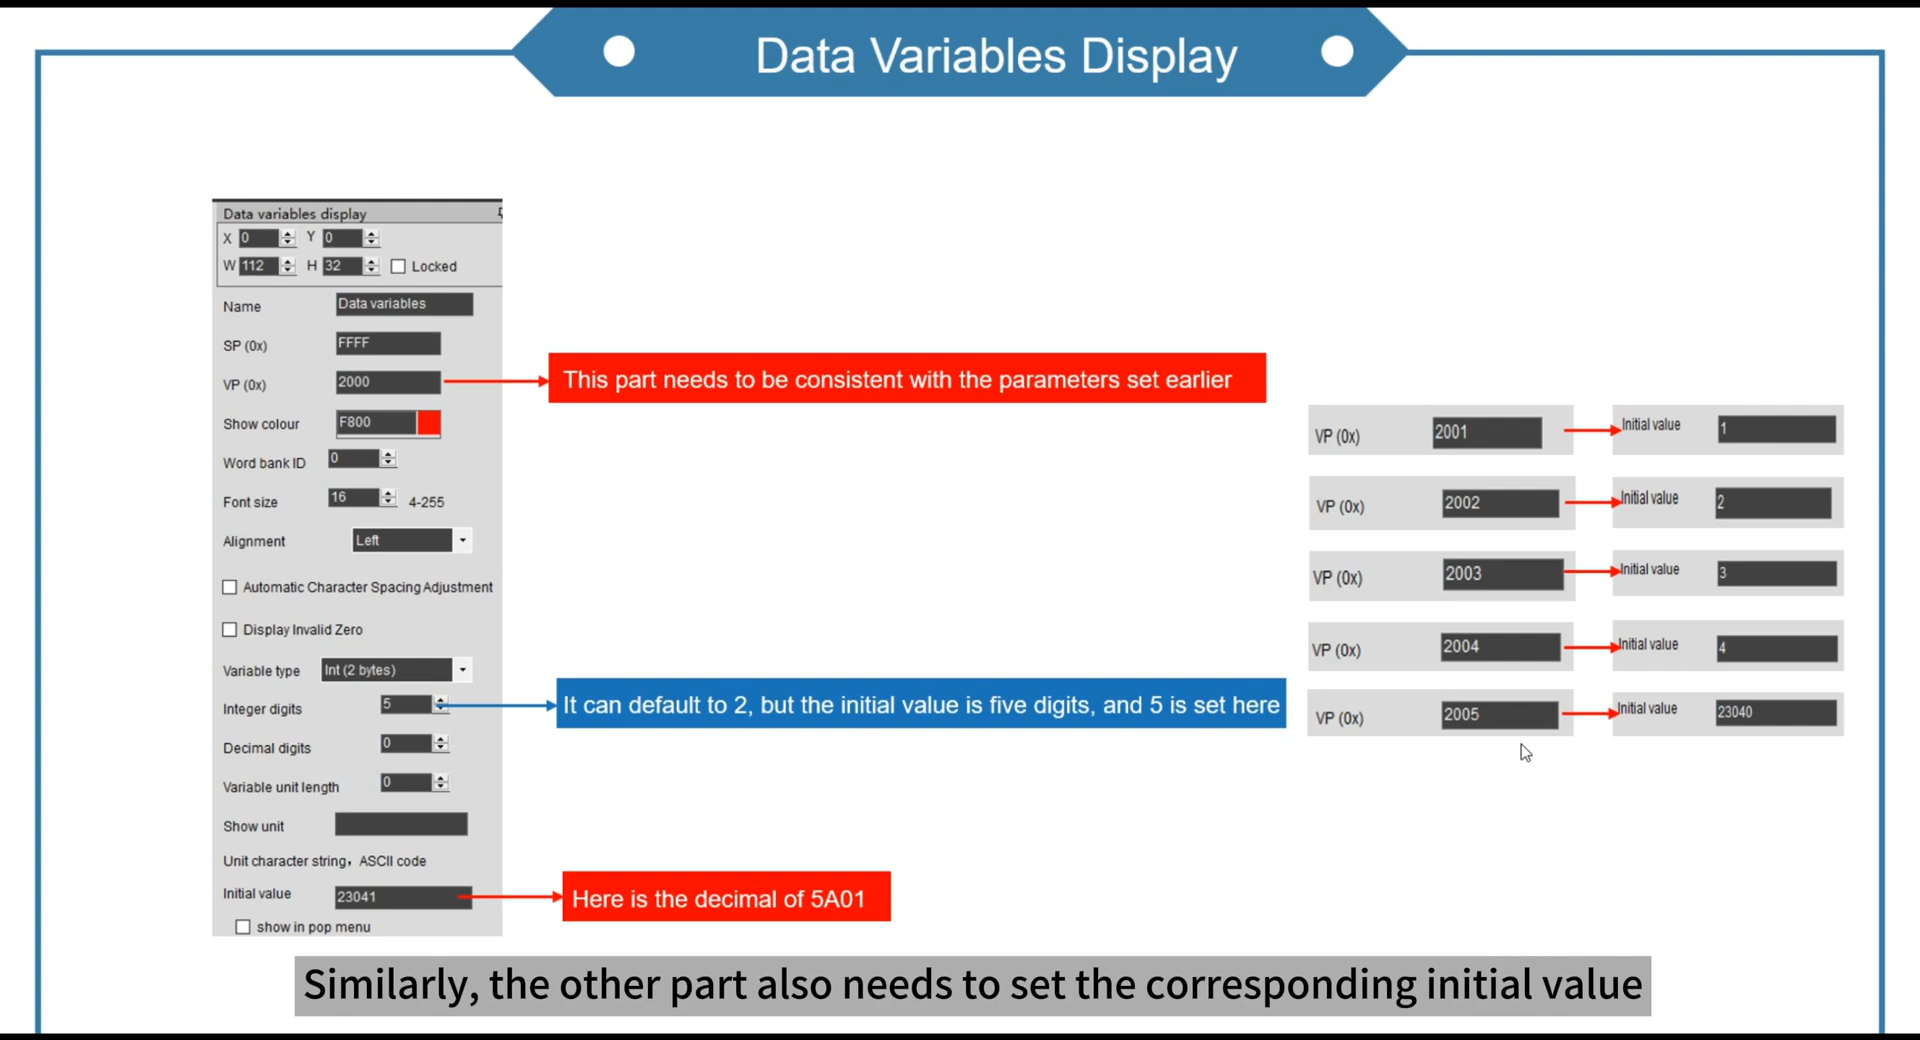 Data Variables Display
Data variables display
X 0 Y 0
W 112 H 32 Locked
Name Data variables
SP (0x) FFFF
VP (0x) 2000
This part needs to be consistent with the parameters set earlier
Show colour F800
Word bank ID 0
Font size 16 4-255
Alignment Left
Automatic Character Spacing Adjustment
Display Invalid Zero
Variable type Int (2 bytes)
Integer digits 5
It can default to 2, but the initial value is five digits, and 5 is set here
Decimal digits 0
Variable unit length 0
Show unit
Unit character string，ASCII code
Initial value 23041
Here is the decimal of 5A01
show in pop menu
VP (0x) 2001 Initial value 1
VP (0x) 2002 Initial value 2
VP (0x) 2003 Initial value 3
VP (0x) 2004 Initial value 4
VP (0x) 2005 Initial value 23040
Similarly, the other part also needs to set the corresponding initial value